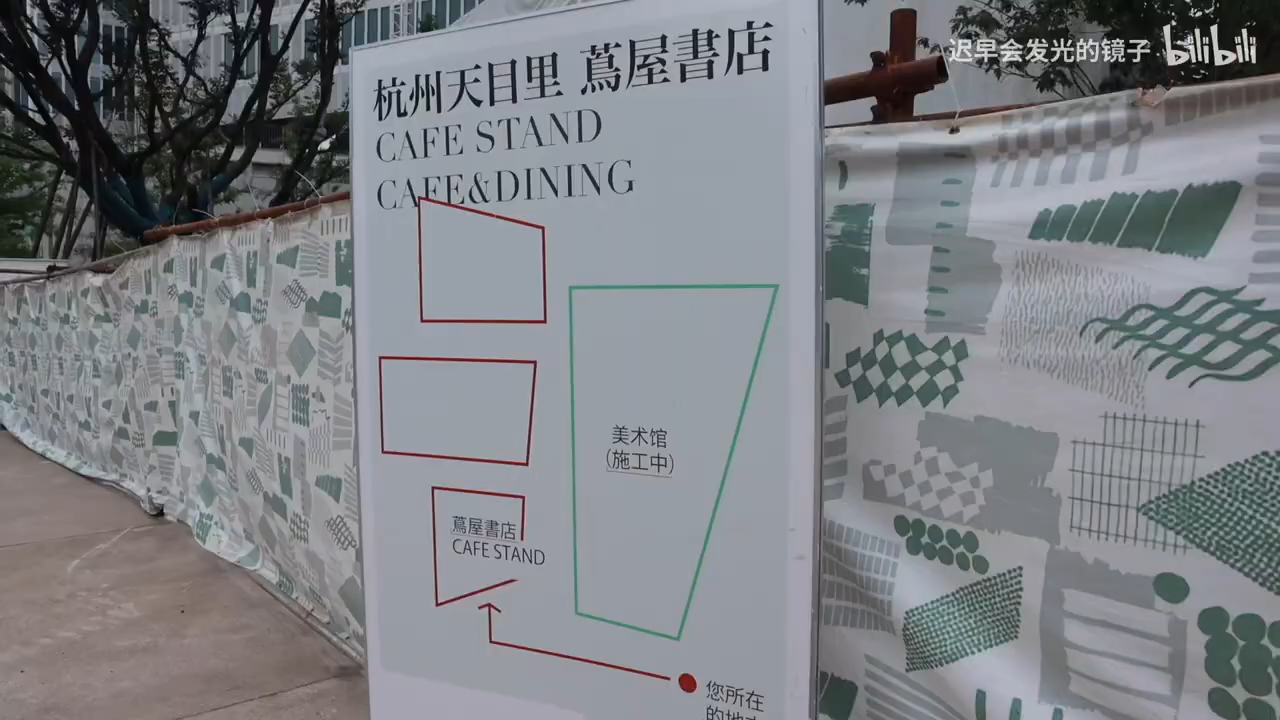 杭州天目里 蔦屋書店
CAFE STAND
CAFE&DINING
迟早会发光的镜子 bilibili
美术馆
(施工中)
蔦屋書店
CAFE STAND
您所在